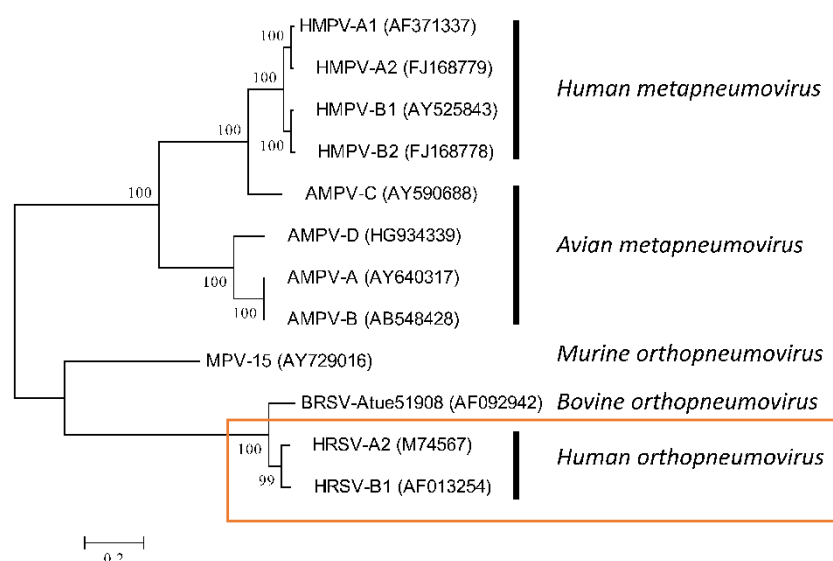 HMPV-A1 (AF371337)
100
HMPV-A2 (FJ168779)
100
Human metapneumovirus
HMPV-B1 (AY525843)
100
100
HMPV-B2 (FJ168778)
100
AMPV-C (AY590688)
AMPV-D (HG934339)
Avian metapneumovirus
100
AMPV-A (AY640317)
100
AMPV-B (AB548428)
MPV-15 (AY729016)
Murine orthopneumovirus
BRSV-Atue51908 (AF092942)
Bovine orthopneumovirus
100
HRSV-A2 (M74567)
Human orthopneumovirus
99
HRSV-B1 (AF013254)
0.2